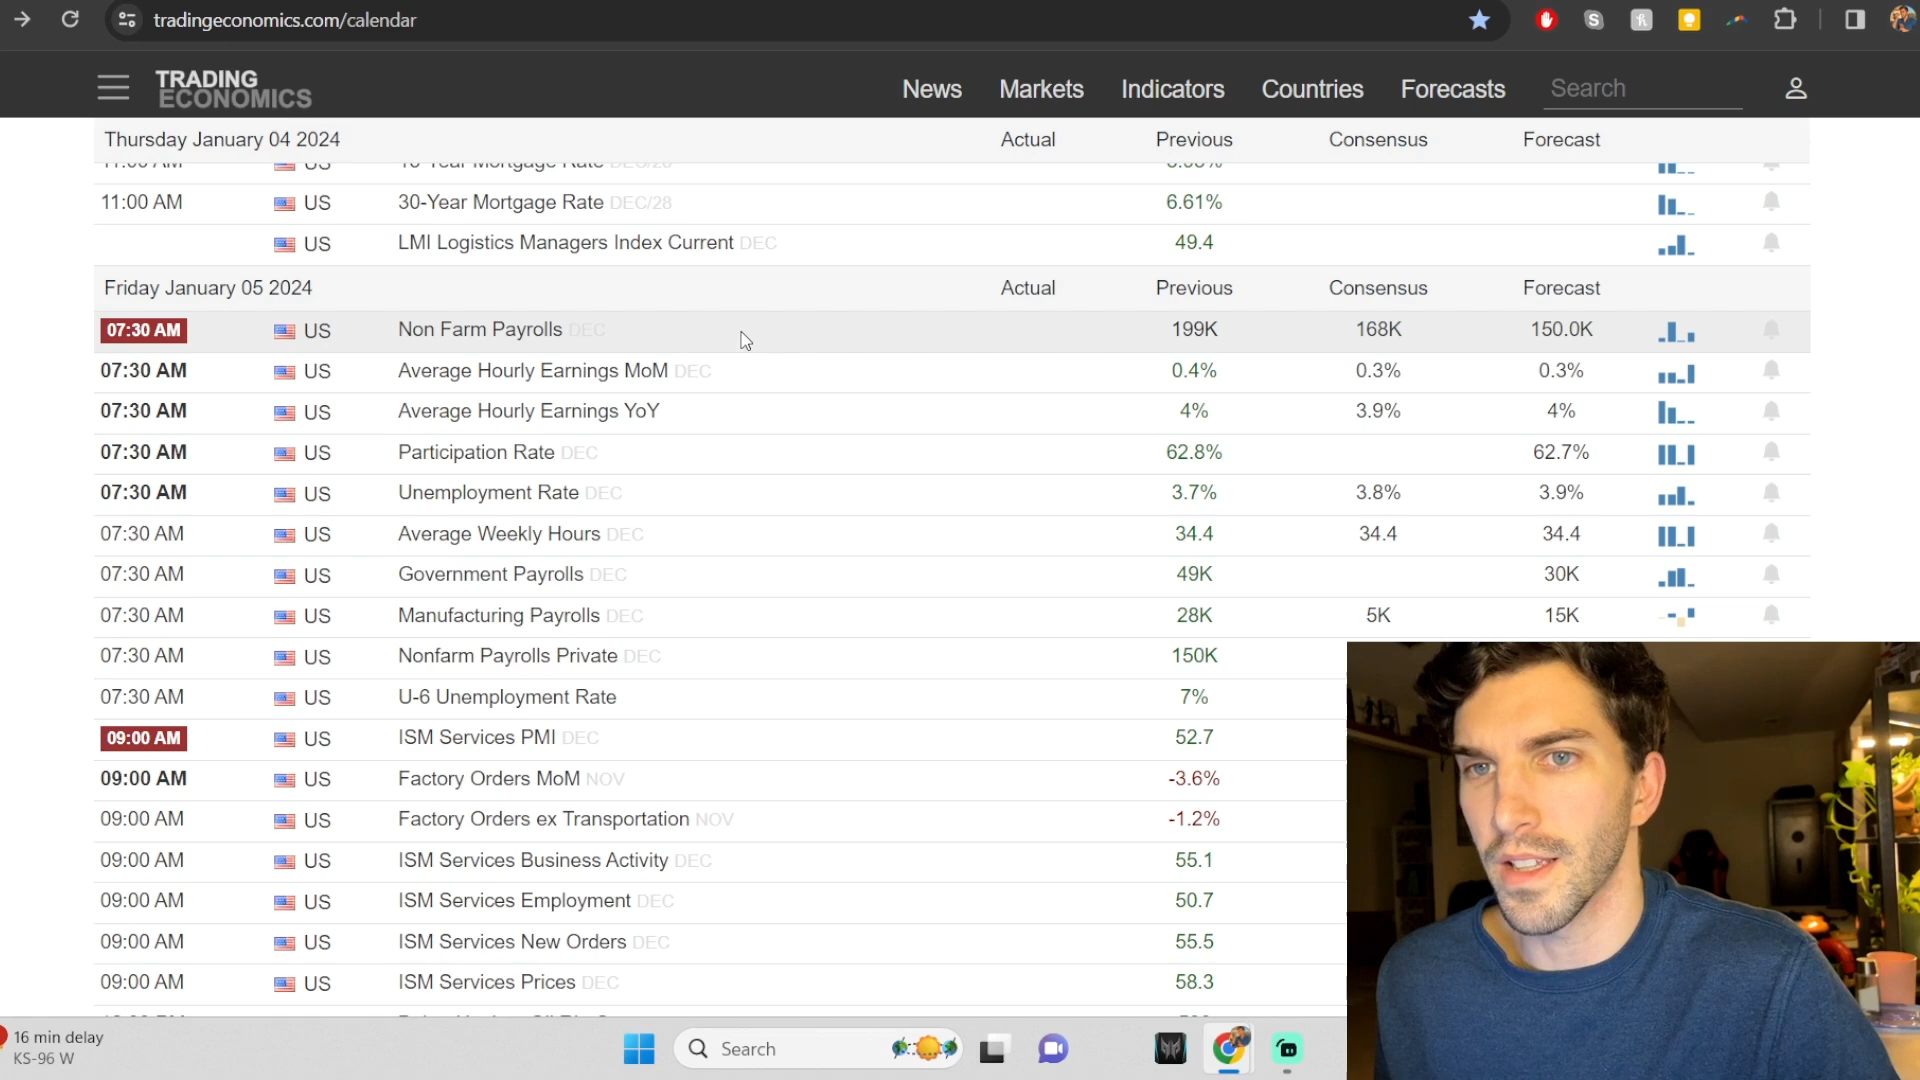 tradingeconomics.com/calendar
TRADING
ECONOMICS
News Markets Indicators Countries Forecasts Search
Thursday January 04 2024 Actual Previous Consensus Forecast
11:00 AM US 30-Year Mortgage Rate DEC/28 6.61%
US LMI Logistics Managers Index Current DEC 49.4
Friday January 05 2024 Actual Previous Consensus Forecast
07:30 AM US Non Farm Payrolls DEC 199K 168K 150.0K
07:30 AM US Average Hourly Earnings MoM DEC 0.4% 0.3% 0.3%
07:30 AM US Average Hourly Earnings YoY 4% 3.9% 4%
07:30 AM US Participation Rate DEC 62.8% 62.7%
07:30 AM US Unemployment Rate DEC 3.7% 3.8% 3.9%
07:30 AM US Average Weekly Hours DEC 34.4 34.4 34.4
07:30 AM US Government Payrolls DEC 49K 30K
07:30 AM US Manufacturing Payrolls DEC 28K 5K 15K
07:30 AM US Nonfarm Payrolls Private DEC 150K
07:30 AM US U-6 Unemployment Rate 7%
09:00 AM US ISM Services PMI DEC 52.7
09:00 AM US Factory Orders MoM NOV -3.6%
09:00 AM US Factory Orders ex Transportation NOV -1.2%
09:00 AM US ISM Services Business Activity DEC 55.1
09:00 AM US ISM Services Employment DEC 50.7
09:00 AM US ISM Services New Orders DEC 55.5
09:00 AM US ISM Services Prices DEC 58.3
16 min delay
KS-96 W
Search